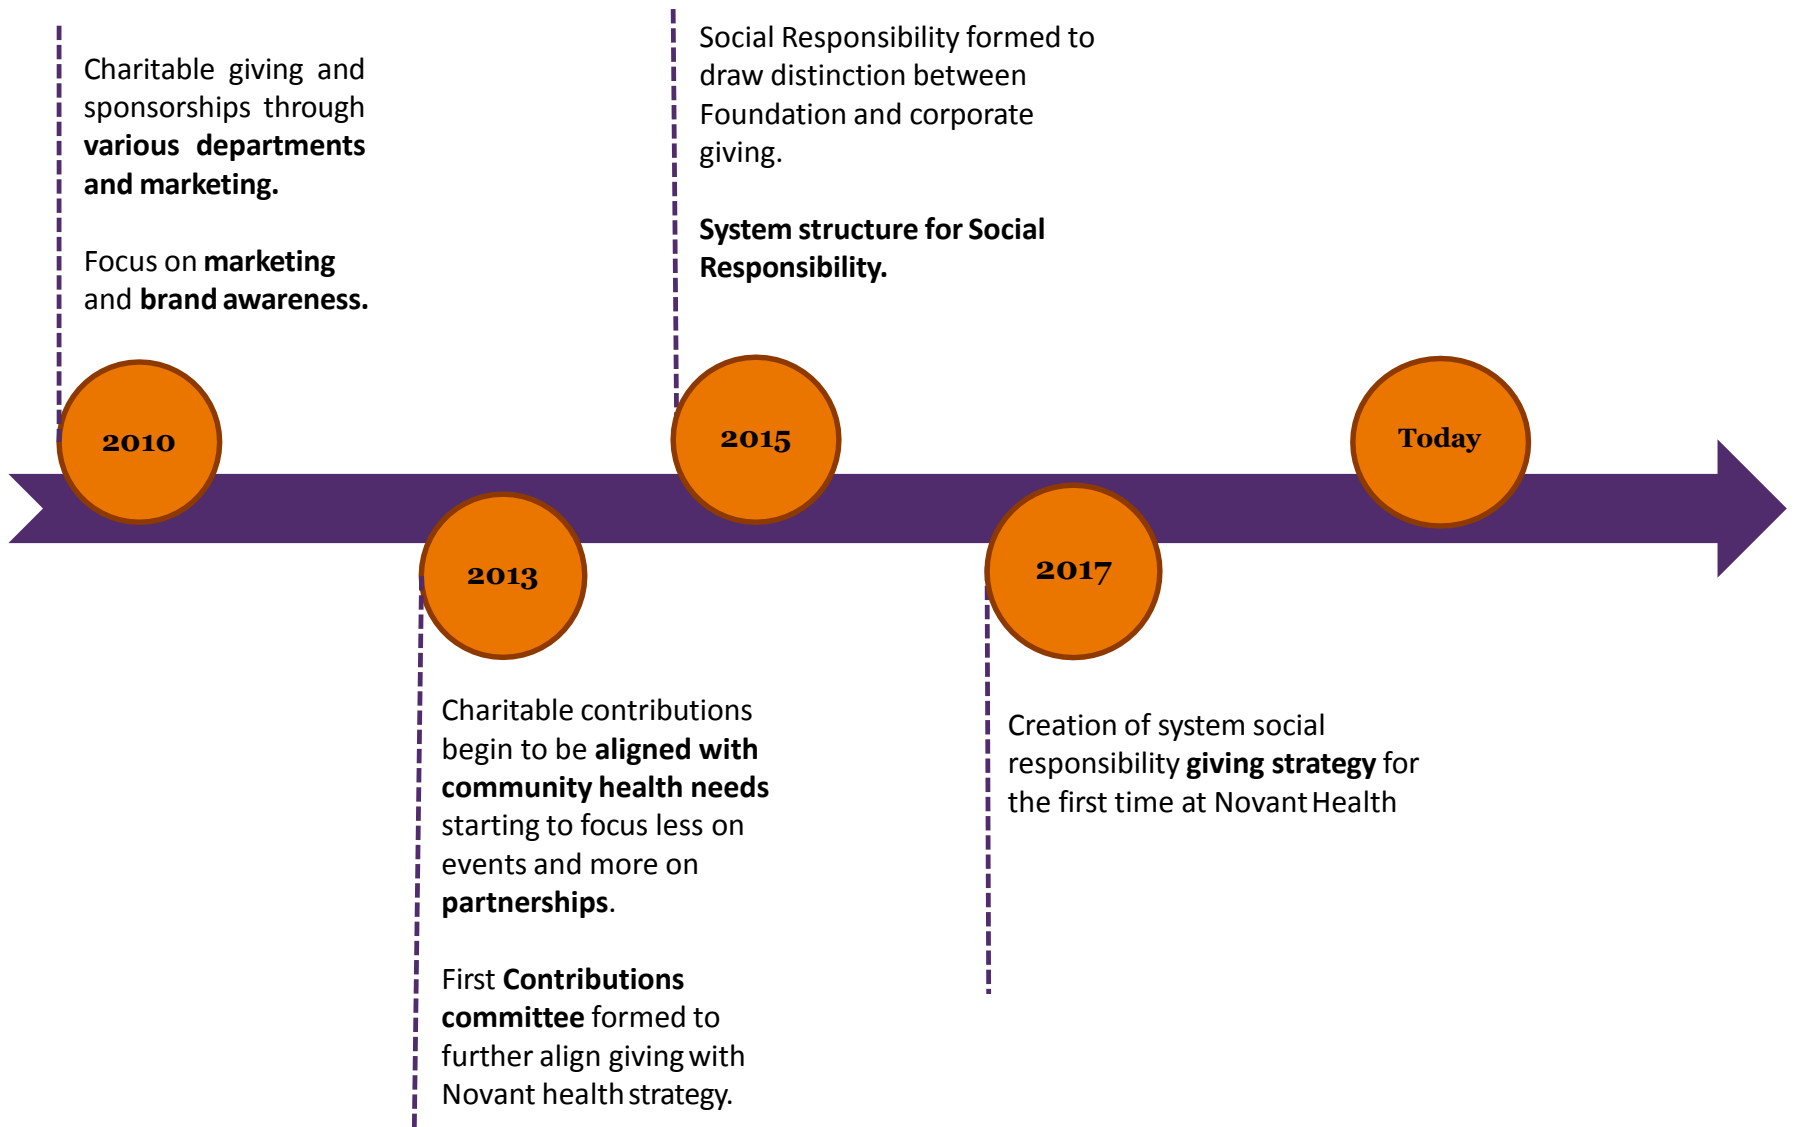 Charitable giving and
sponsorships through
various departments
and marketing.
Focus on marketing
and brand awareness.
2010
Charitable contributions
begin to be aligned with
community health needs
starting to focus less on
events and more on
partnerships.
First Contributions
committee formed to
further align giving with
Novant health strategy.
2013
Social Responsibility formed to
draw distinction between
Foundation and corporate
giving.
System structure for Social
Responsibility.
2015
2017
Creation of system social
responsibility giving strategy for
the first time at Novant Health
Today